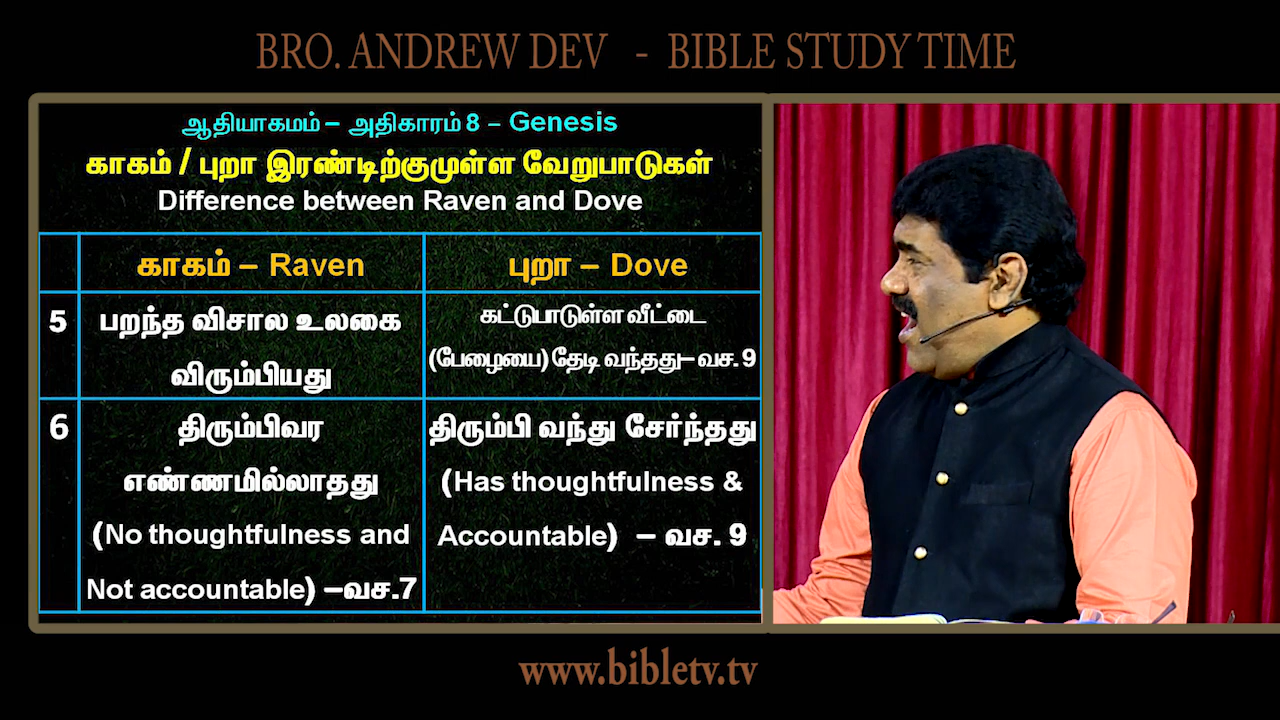 BRO. ANDREW DEV - BIBLE STUDY TIME
ஆதியாகமம் – அதிகாரம் 8 – Genesis
காகம் / புறா இரண்டிற்குமுள்ள வேறுபாடுகள்
Difference between Raven and Dove
காகம் – Raven
புறா – Dove
5
பறந்த விசால உலகை
விரும்பியது
கட்டுபாடுள்ள வீட்டை
(பேழையை) தேடி வந்தது– வச. 9
6
திரும்பிவர
எண்ணமில்லாதது
(No thoughtfulness and
Not accountable) –வச.7
திரும்பி வந்து சேர்ந்தது
(Has thoughtfulness &
Accountable) – வச. 9
www.bibletv.tv